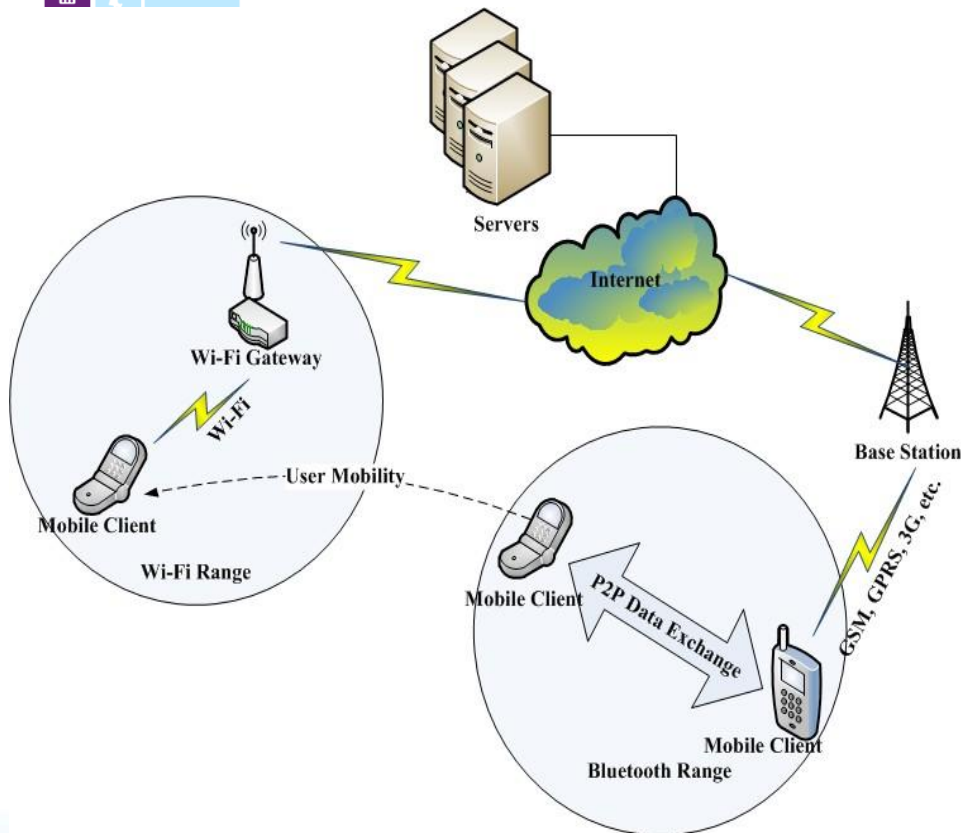 Servers
Internet
Wi-Fi Gateway
Wi-Fi
Base Station
User Mobility
Mobile Client
Wi-Fi Range
GSM, GPRS, 3G, etc.
Mobile Client
P2P Data Exchange
Mobile Client
Bluetooth Range